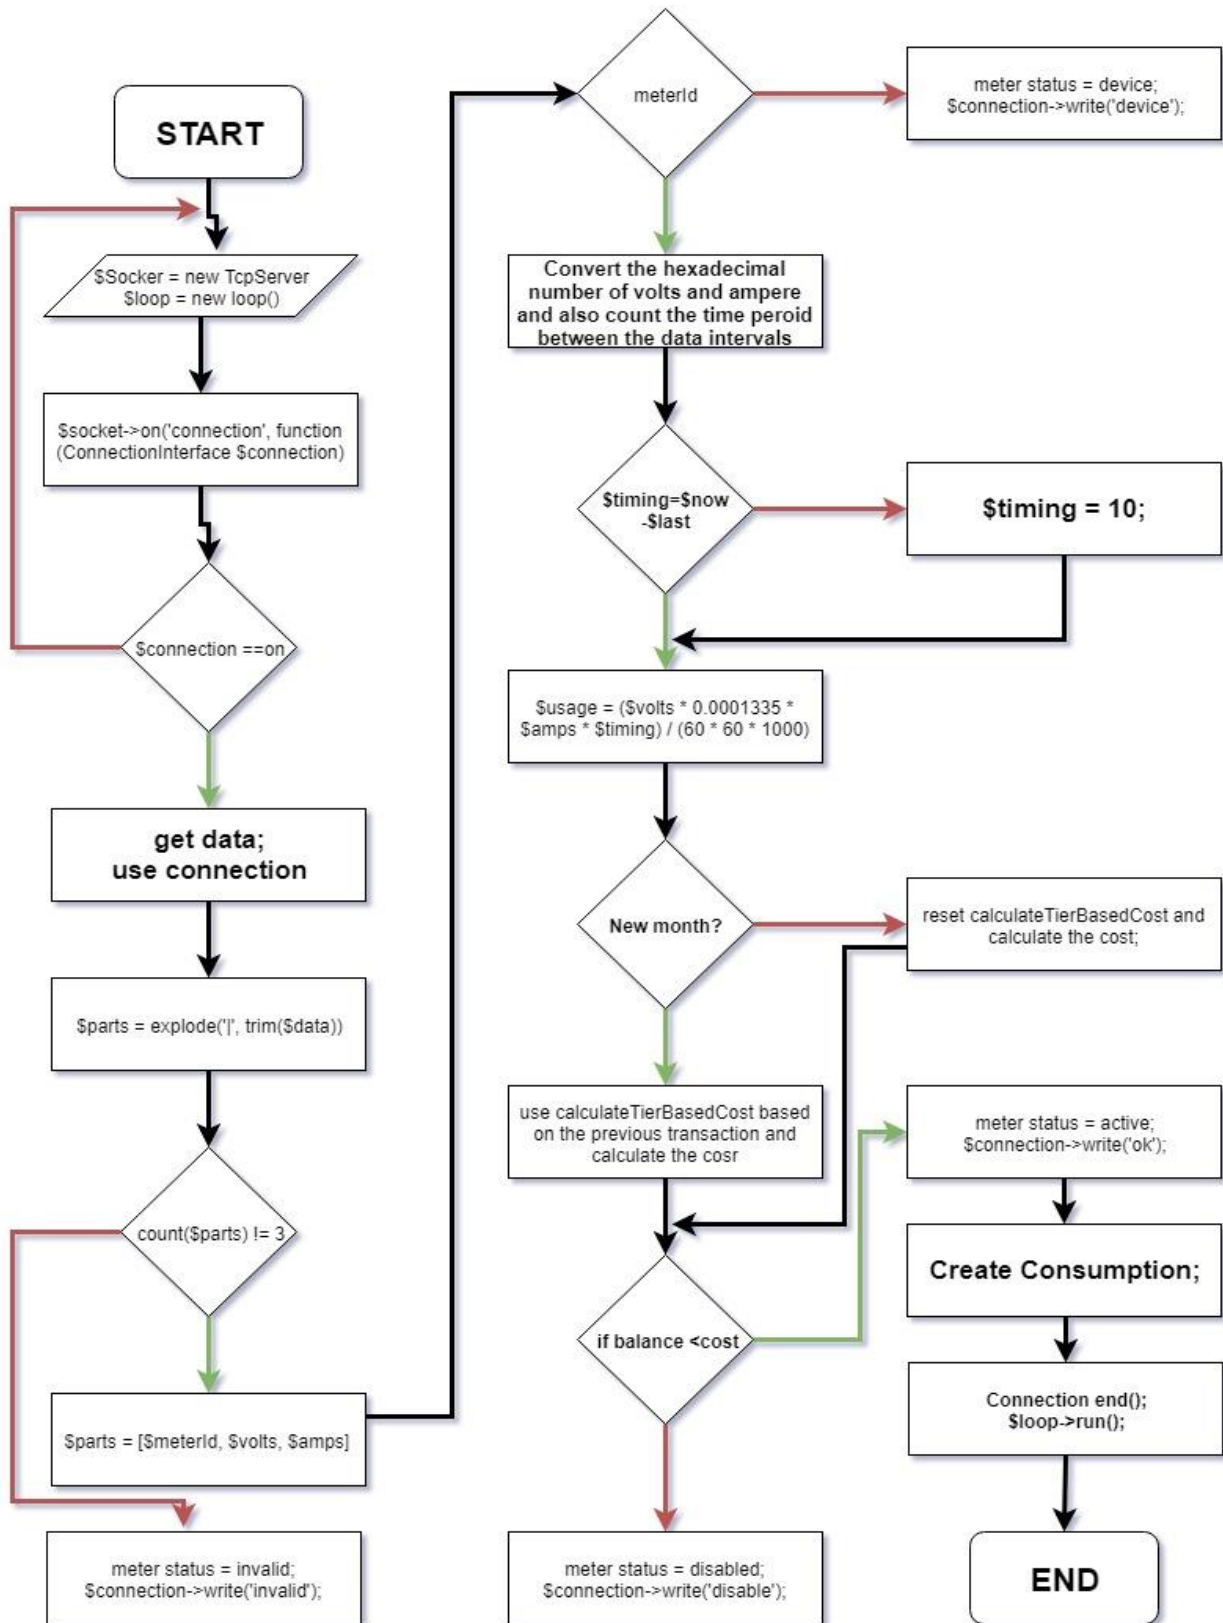 START
$Socker = new TcpServer
$loop = new loop()
$socket->on('connection', function
(ConnectionInterface $connection)
$connection ==on
get data;
use connection
$parts = explode('|', trim($data))
count($parts) != 3
$parts = [$meterId, $volts, $amps]
meter status = invalid;
$connection->write('invalid');
meterId
meter status = device;
$connection->write('device');
Convert the hexadecimal
number of volts and ampere
and also count the time peroid
between the data intervals
$timing=$now
-$last
$timing = 10;
$usage = ($volts * 0.0001335 *
$amps * $timing) / (60 * 60 * 1000)
New month?
reset calculateTierBasedCost and
calculate the cost;
use calculateTierBasedCost based
on the previous transaction and
calculate the cosr
if balance <cost
meter status = disabled;
$connection->write('disable');
meter status = active;
$connection->write('ok');
Create Consumption;
Connection end();
$loop->run();
END